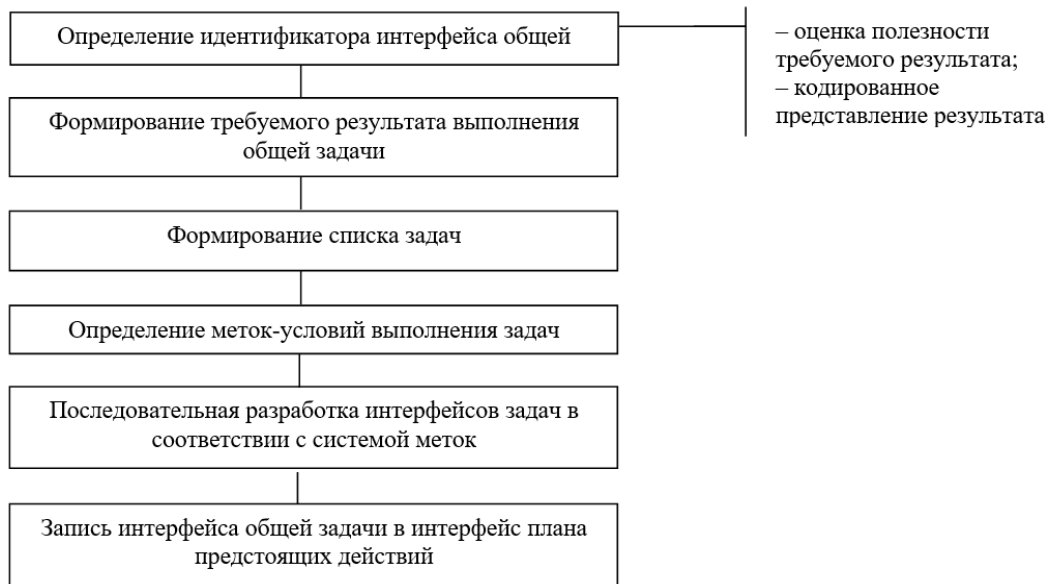 Определение идентификатора интерфейса общей
– оценка полезности
требуемого результата;
– кодированное
представление результата
Формирование требуемого результата выполнения
общей задачи
Формирование списка задач
Определение меток-условий выполнения задач
Последовательная разработка интерфейсов задач в
соответствии с системой меток
Запись интерфейса общей задачи в интерфейс плана
предстоящих действий